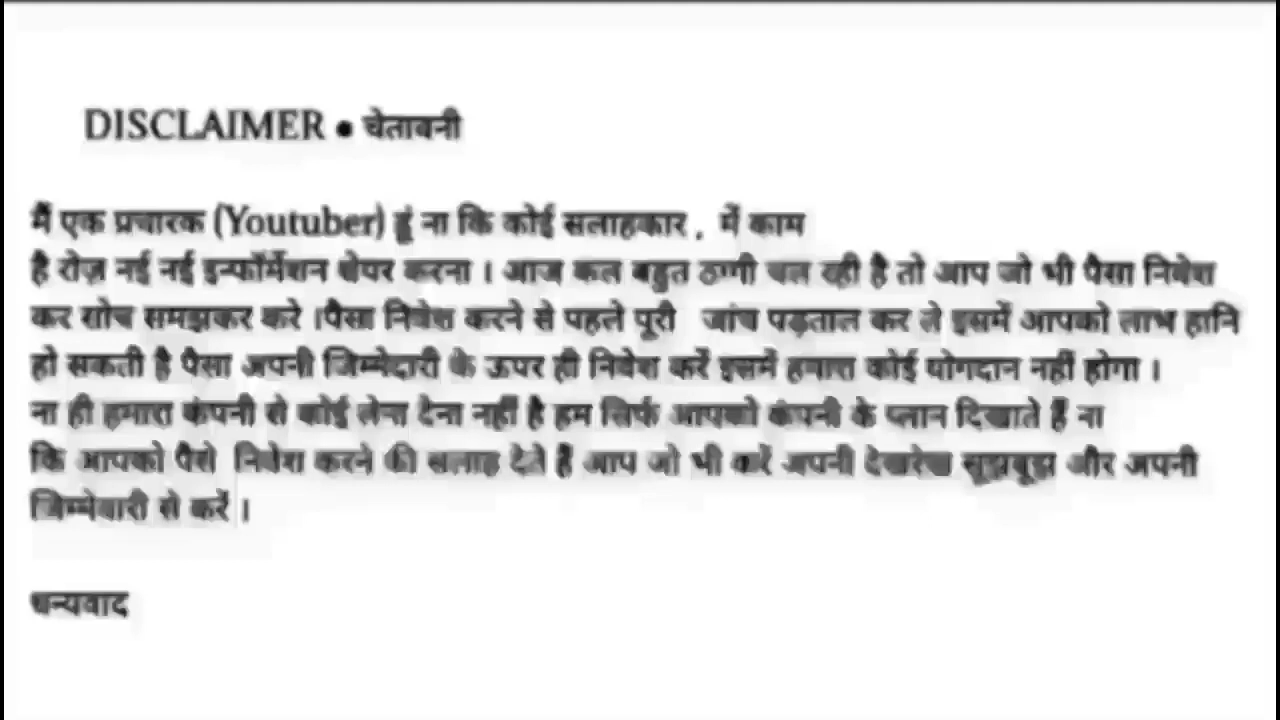 DISCLAIMER • चेतावनी
मैं एक प्रचारक (Youtuber) हूं ना कि कोई सलाहकार , में काम
है रोज़ नई नई इन्फॉर्मेशन शेयर करना । आज कल बहुत ठगी चल रही है तो आप जो भी पैसा निवेश
कर सोच समझकर करे ।पैसा निवेश करने से पहले पूरी जांच पड़ताल कर ले इसमें आपको लाभ हानि
हो सकती है पैसा अपनी जिम्मेदारी के ऊपर ही निवेश करें इसमें हमारा कोई योगदान नहीं होगा ।
ना ही हमारा कंपनी से कोई लेना देना नहीं है हम सिर्फ आपको कंपनी के प्लान दिखाते हैं ना
कि आपको पैसे निवेश करने की सलाह देते हैं आप जो भी करें अपनी देखरेख सूझबूझ और अपनी
जिम्मेवारी से करें ।
धन्यवाद